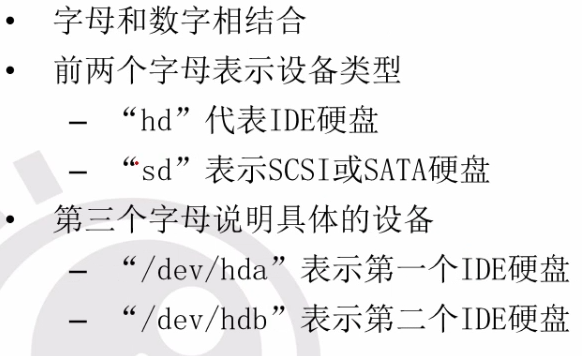 • 字母和数字相结合
• 前两个字母表示设备类型
– “hd”代表IDE硬盘
– “sd”表示SCSI或SATA硬盘
• 第三个字母说明具体的设备
– “/dev/hda”表示第一个IDE硬盘
– “/dev/hdb”表示第二个IDE硬盘